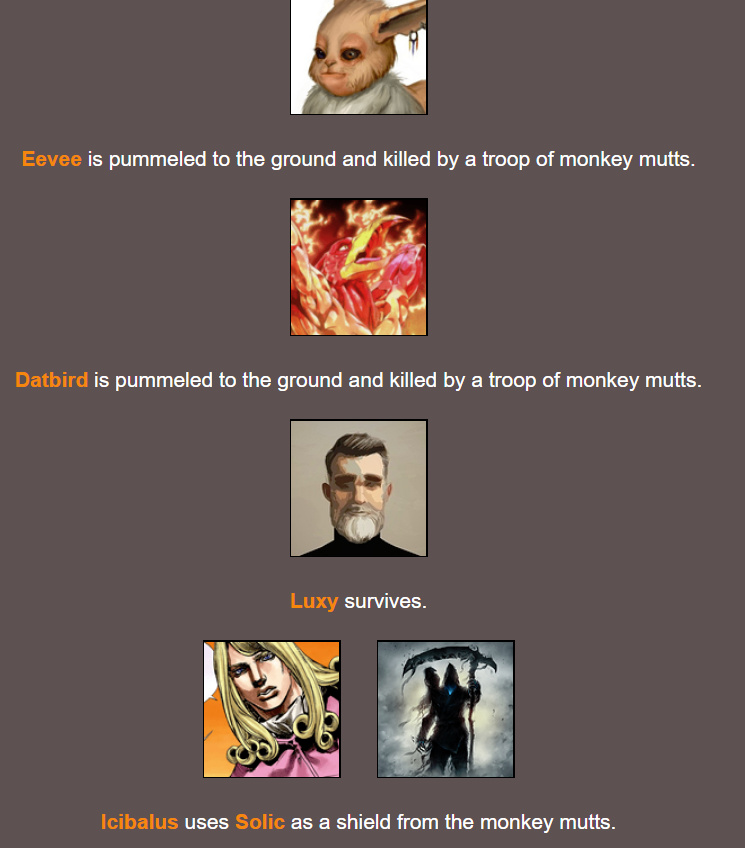 Eevee is pummeled to the ground and killed by a troop of monkey mutts.
Datbird is pummeled to the ground and killed by a troop of monkey mutts.
Luxy survives.
Icibalus uses Solic as a shield from the monkey mutts.